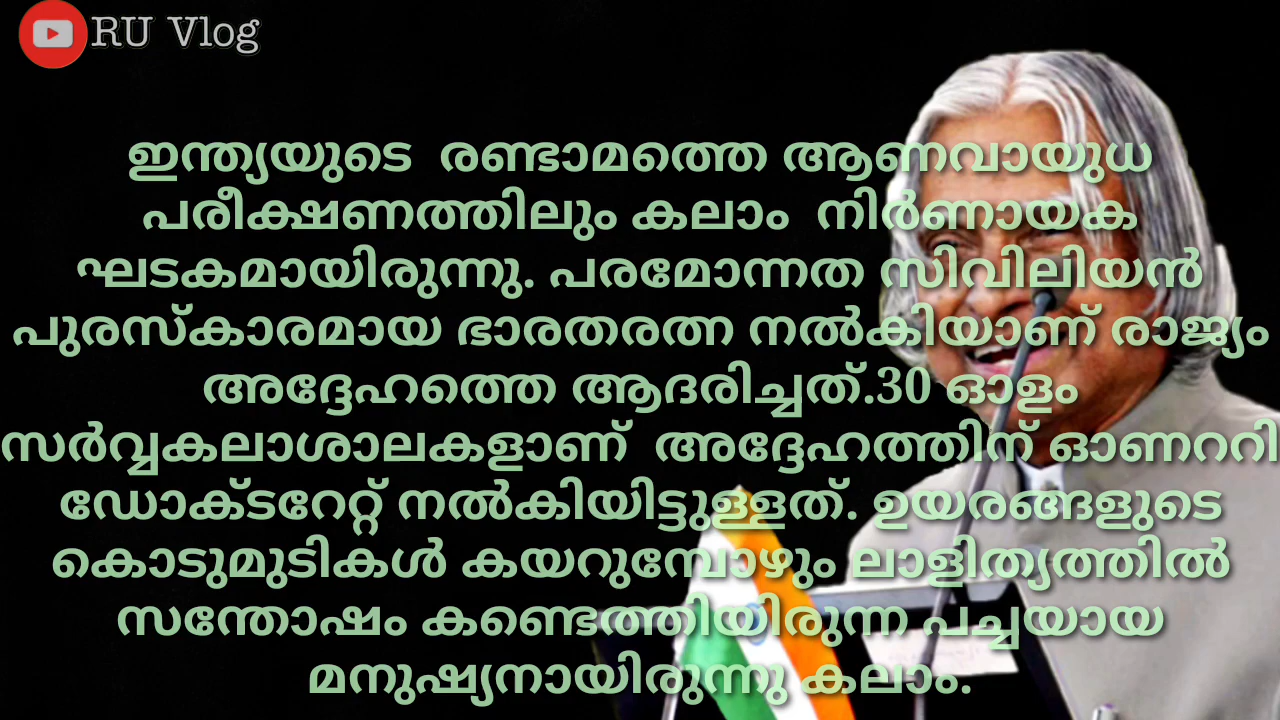 RU Vlog
ഇന്ത്യയുടെ രണ്ടാമത്തെ ആണവായുധ
പരീക്ഷണത്തിലും കലാം നിർണായക
ഘടകമായിരുന്നു. പരമോന്നത സിവിലിയൻ
പുരസ്കാരമായ ഭാരതരത്ന നൽകിയാണ് രാജ്യം
അദ്ദേഹത്തെ ആദരിച്ചത്.30 ഓളം
സർവ്വകലാശാലകളാണ് അദ്ദേഹത്തിന് ഓണററി
ഡോക്ടറേറ്റ് നൽകിയിട്ടുള്ളത്. ഉയരങ്ങളുടെ
കൊടുമുടികൾ കയറുമ്പോഴും ലാളിത്യത്തിൽ
സന്തോഷം കണ്ടെത്തിയിരുന്ന പച്ചയായ
മനുഷ്യനായിരുന്നു കലാം.